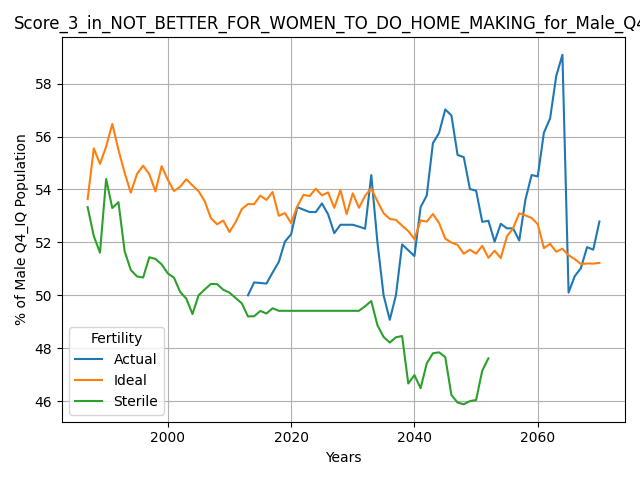 Score_3_in_NOT_BETTER_FOR_WOMEN_TO_DO_HOME_MAKING_for_Male_Q4
58
56
54
52
50
48
46
% of Male Q4_IQ Population
Fertility
Actual
Ideal
Sterile
2000 2020 2040 2060
Years